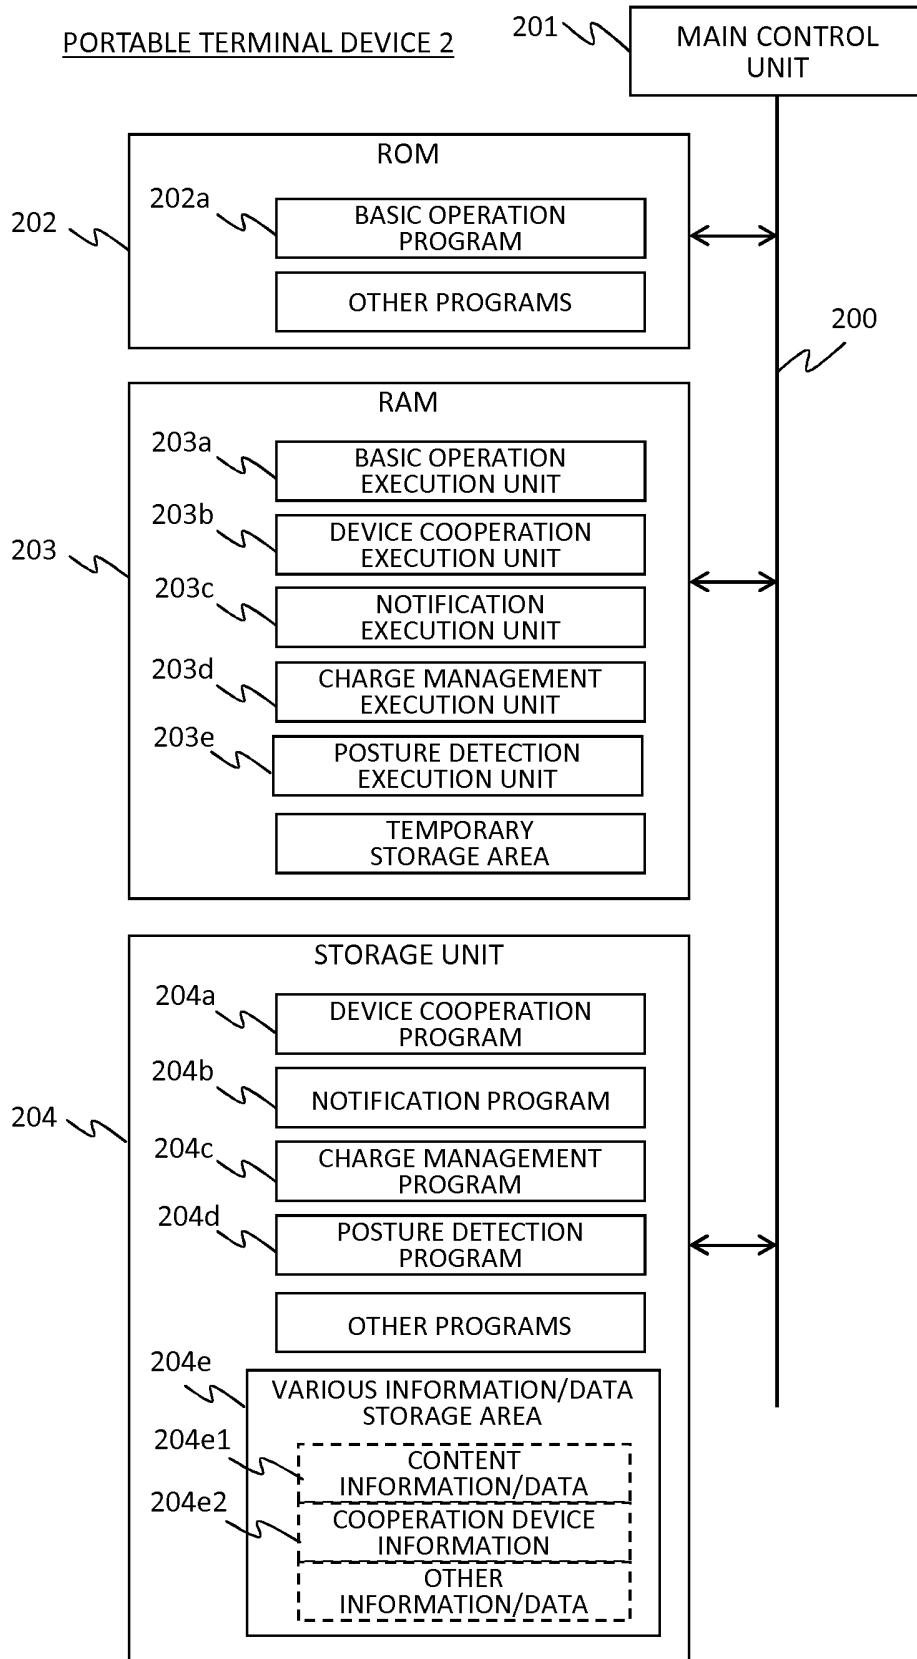 PORTABLE TERMINAL DEVICE 2
201
MAIN CONTROL
UNIT
ROM
202
202a
BASIC OPERATION
PROGRAM
OTHER PROGRAMS
200
RAM
203
203a
BASIC OPERATION
EXECUTION UNIT
203b
DEVICE COOPERATION
EXECUTION UNIT
203c
NOTIFICATION
EXECUTION UNIT
203d
CHARGE MANAGEMENT
EXECUTION UNIT
203e
POSTURE DETECTION
EXECUTION UNIT
TEMPORARY
STORAGE AREA
STORAGE UNIT
204
204a
DEVICE COOPERATION
PROGRAM
204b
NOTIFICATION PROGRAM
204c
CHARGE MANAGEMENT
PROGRAM
204d
POSTURE DETECTION
PROGRAM
OTHER PROGRAMS
204e
VARIOUS INFORMATION/DATA
STORAGE AREA
204e1
CONTENT
INFORMATION/DATA
204e2
COOPERATION DEVICE
INFORMATION
OTHER
INFORMATION/DATA